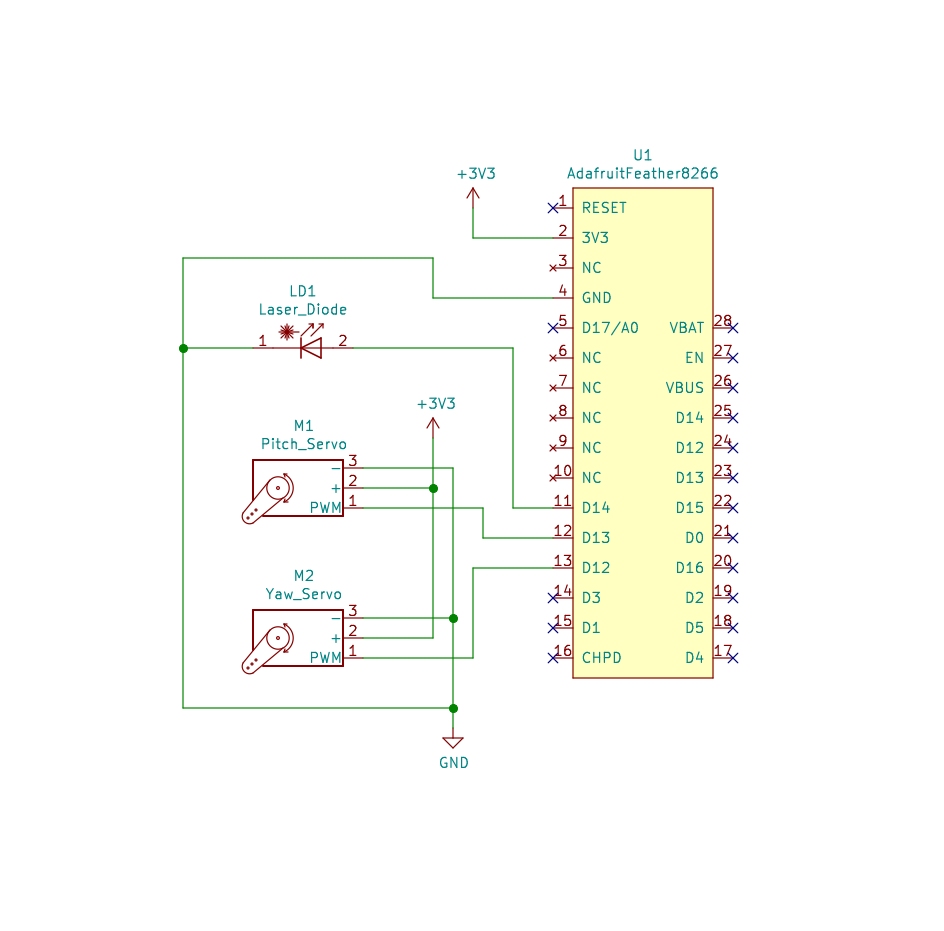 U1
AdafruitFeather8266
+3V3
1 RESET
2 3V3
3 NC
4 GND
5 D17/A0 VBAT 28
6 NC EN 27
7 NC VBUS 26
8 NC D14 25
9 NC D12 24
10 NC D13 23
11 D14 D15 22
12 D13 D0 21
13 D12 D16 20
14 D3 D2 19
15 D1 D5 18
16 CHPD D4 17
LD1
Laser_Diode
1 2
+3V3
M1
Pitch_Servo
− 3
+ 2
PWM 1
M2
Yaw_Servo
− 3
+ 2
PWM 1
GND